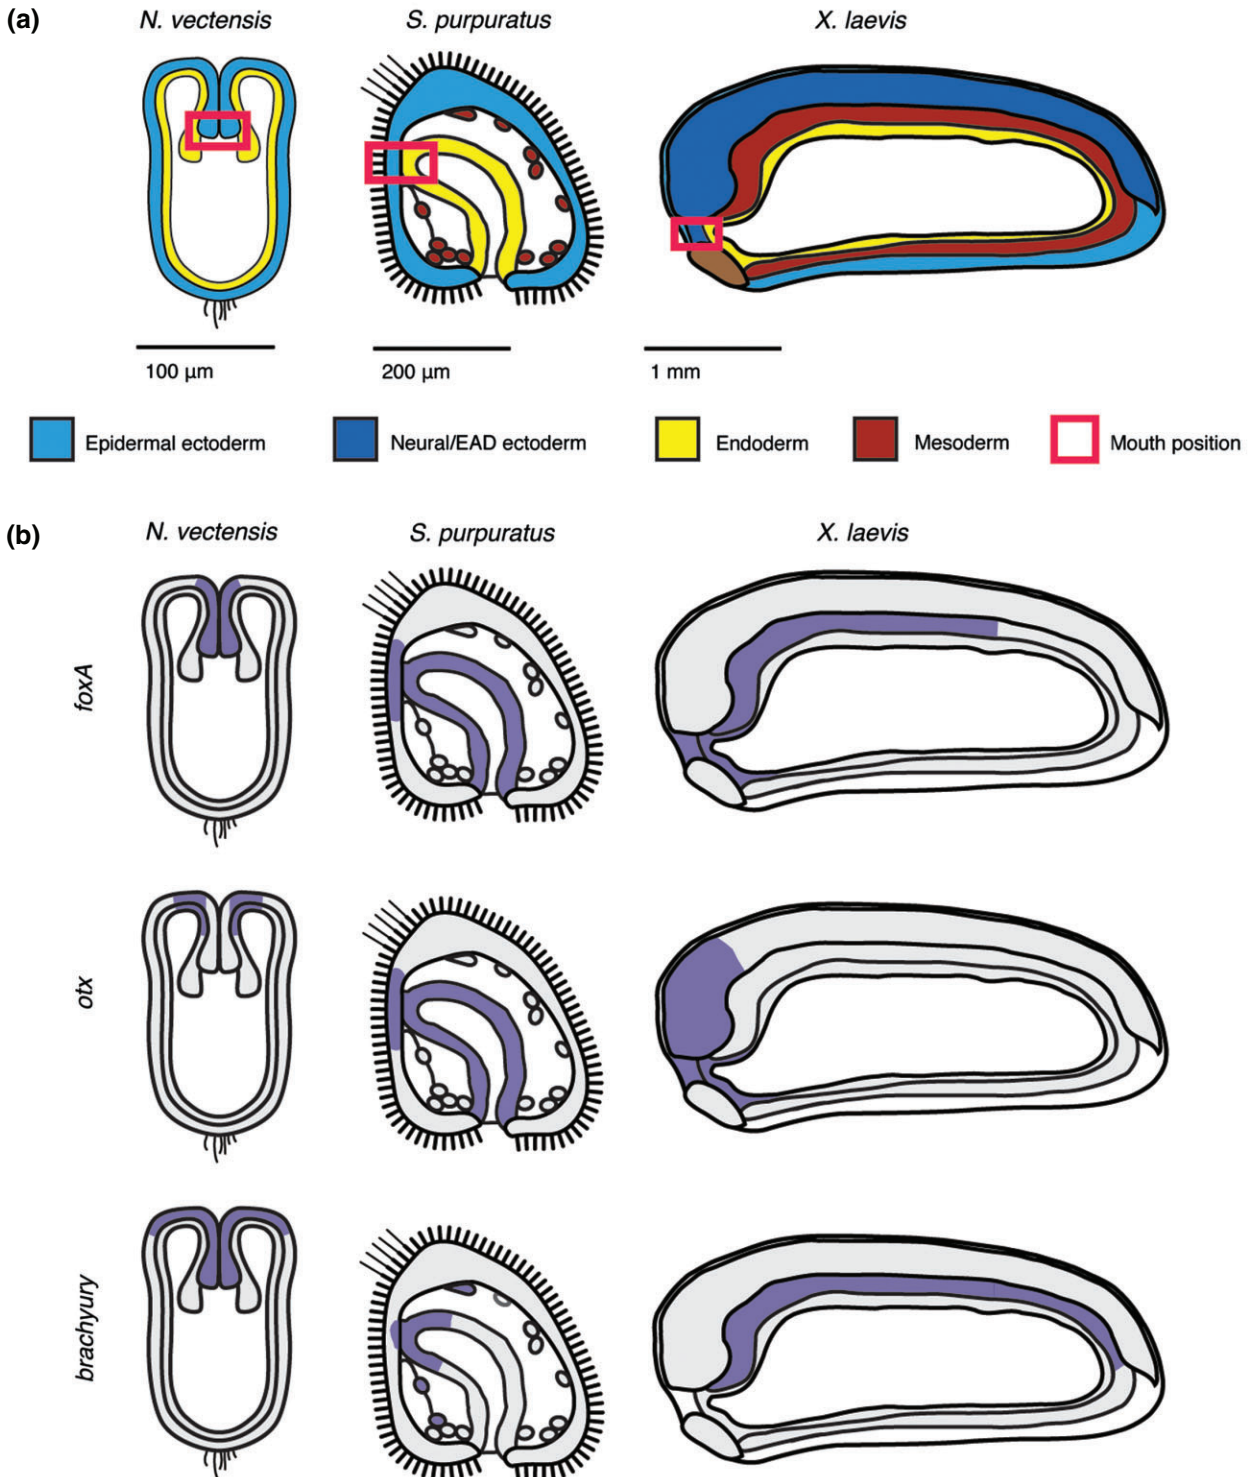 (a)
N. vectensis S. purpuratus X. laevis
100 μm 200 μm 1 mm
Epidermal ectoderm Neural/EAD ectoderm Endoderm Mesoderm Mouth position
(b)
N. vectensis S. purpuratus X. laevis
foxA
otx
brachyury